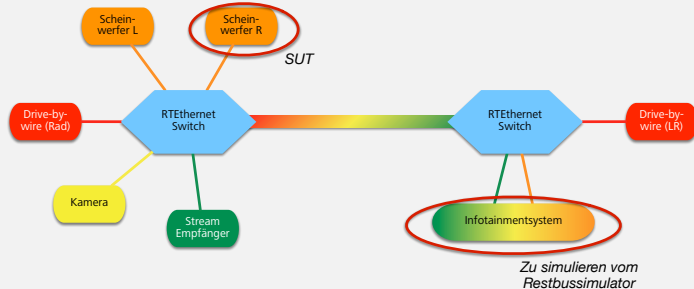 Schein-
werfer L
Schein-
werfer R
SUT
Drive-by-
wire (Rad)
RTEthernet
Switch
RTEthernet
Switch
Drive-by-
wire (LR)
Kamera
Stream
Empfänger
Infotainmentsystem
Zu simulieren vom
Restbussimulator